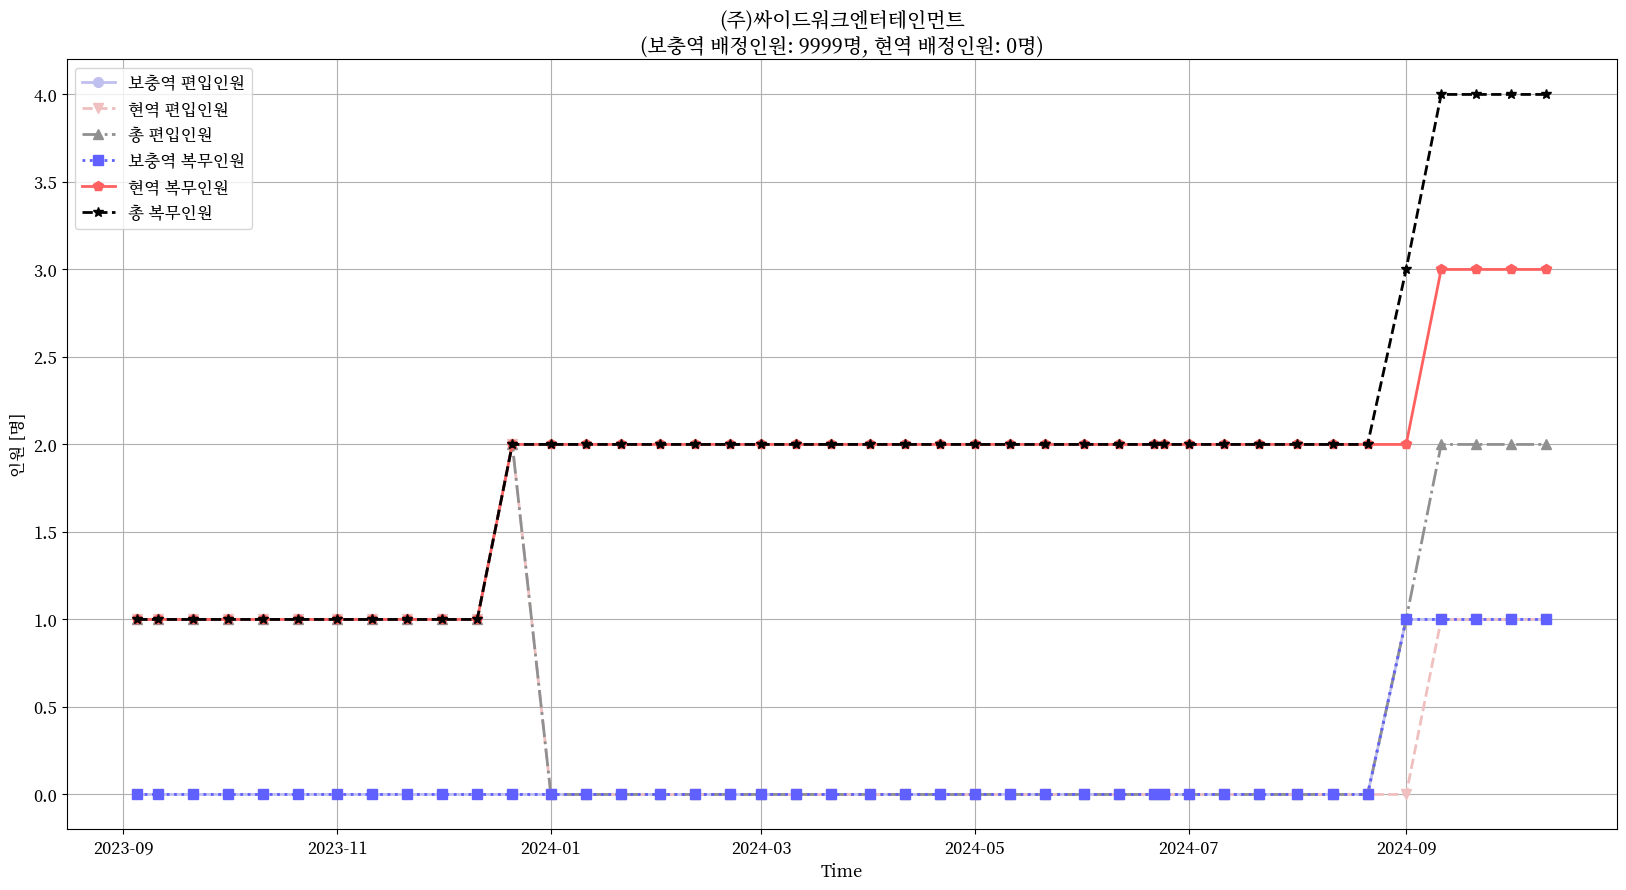 (주)싸이드워크엔터테인먼트
(보충역 배정인원: 9999명, 현역 배정인원: 0명)
보충역 편입인원
현역 편입인원
총 편입인원
보충역 복무인원
현역 복무인원
총 복무인원
4.0
3.5
3.0
2.5
2.0
1.5
1.0
0.5
0.0
인원 [명]
2023-09
2023-11
2024-01
2024-03
2024-05
2024-07
2024-09
Time